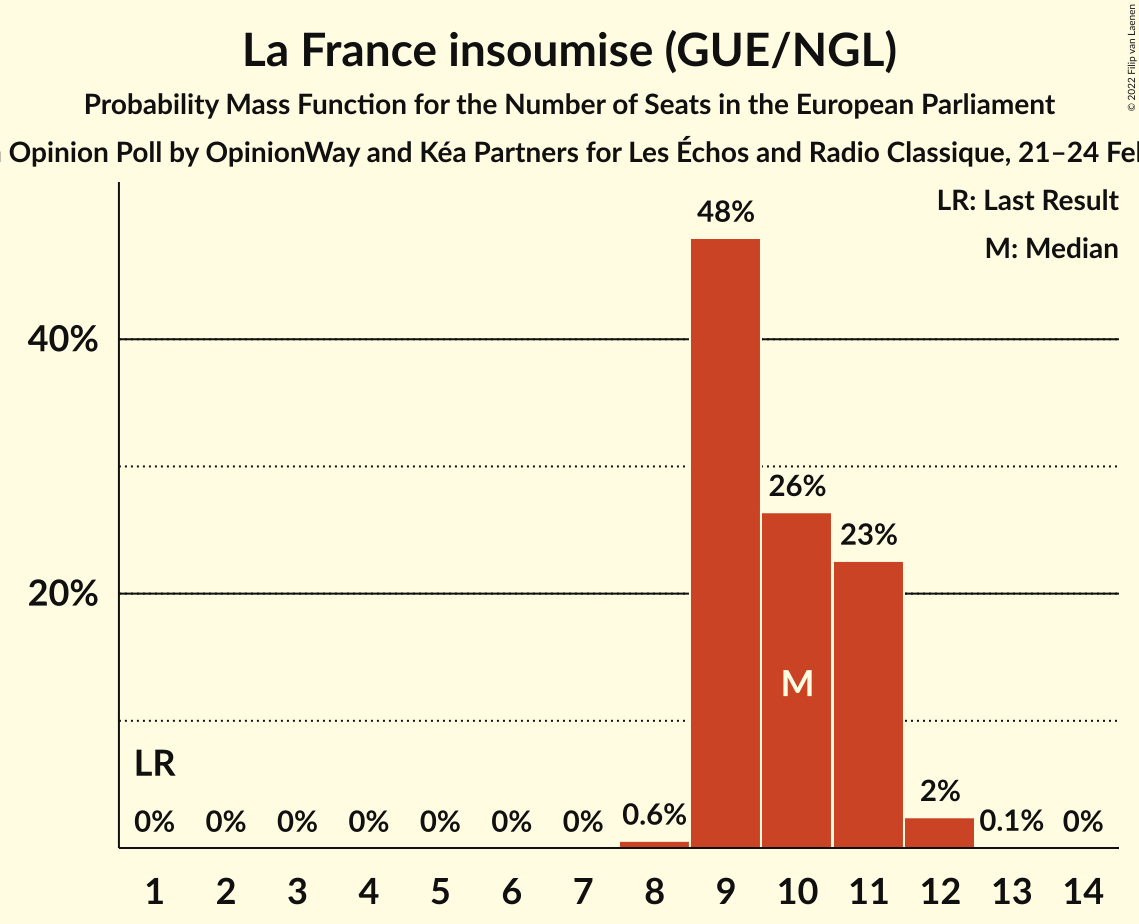 La France insoumise (GUE/NGL)
Probability Mass Function for the Number of Seats in the European Parliament
Opinion Poll by OpinionWay and Kéa Partners for Les Échos and Radio Classique, 21–24
© 2022 Filip van Laenen
LR: Last Result
M: Median
48%
40%
26%
23%
20%
M
LR
0% 0% 0% 0% 0% 0% 0% 0.6% 2% 0.1% 0%
1 2 3 4 5 6 7 8 9 10 11 12 13 14